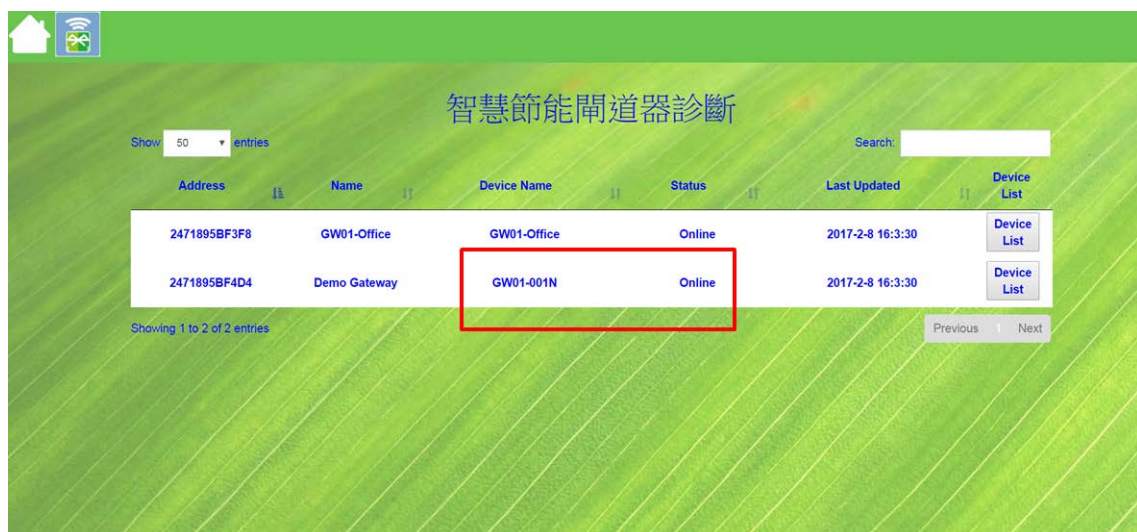 智慧節能閘道器診斷
Show 50 entries Search:
Address Name Device Name Status Last Updated Device List
2471895BF3F8 GW01-Office GW01-Office Online 2017-2-8 16:3:30 Device List
2471895BF4D4 Demo Gateway GW01-001N Online 2017-2-8 16:3:30 Device List
Showing 1 to 2 of 2 entries Previous 1 Next